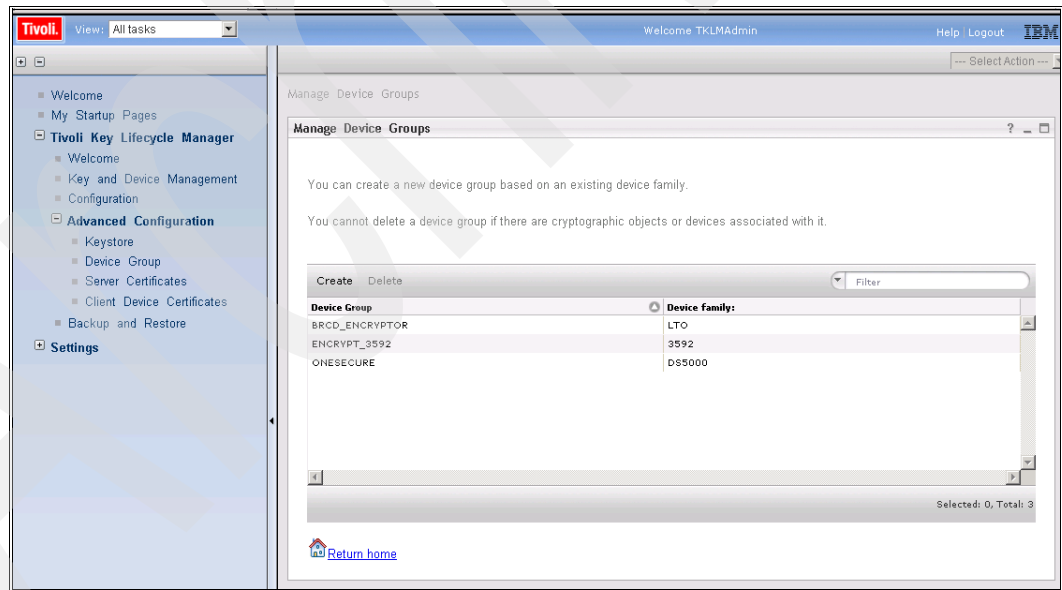 Tivoli. View: All tasks Welcome TKLMAdmin Help Logout IBM
--- Select Action ---
Welcome
My Startup Pages
Tivoli Key Lifecycle Manager
Welcome
Key and Device Management
Configuration
Advanced Configuration
Keystore
Device Group
Server Certificates
Client Device Certificates
Backup and Restore
Settings
Manage Device Groups
Manage Device Groups ?
You can create a new device group based on an existing device family.
You cannot delete a device group if there are cryptographic objects or devices associated with it.
Create Delete Filter
Device Group Device family:
BRCD_ENCRYPTOR LTO
ENCRYPT_3592 3592
ONESECURE DS5000
Selected: 0, Total: 3
Return home